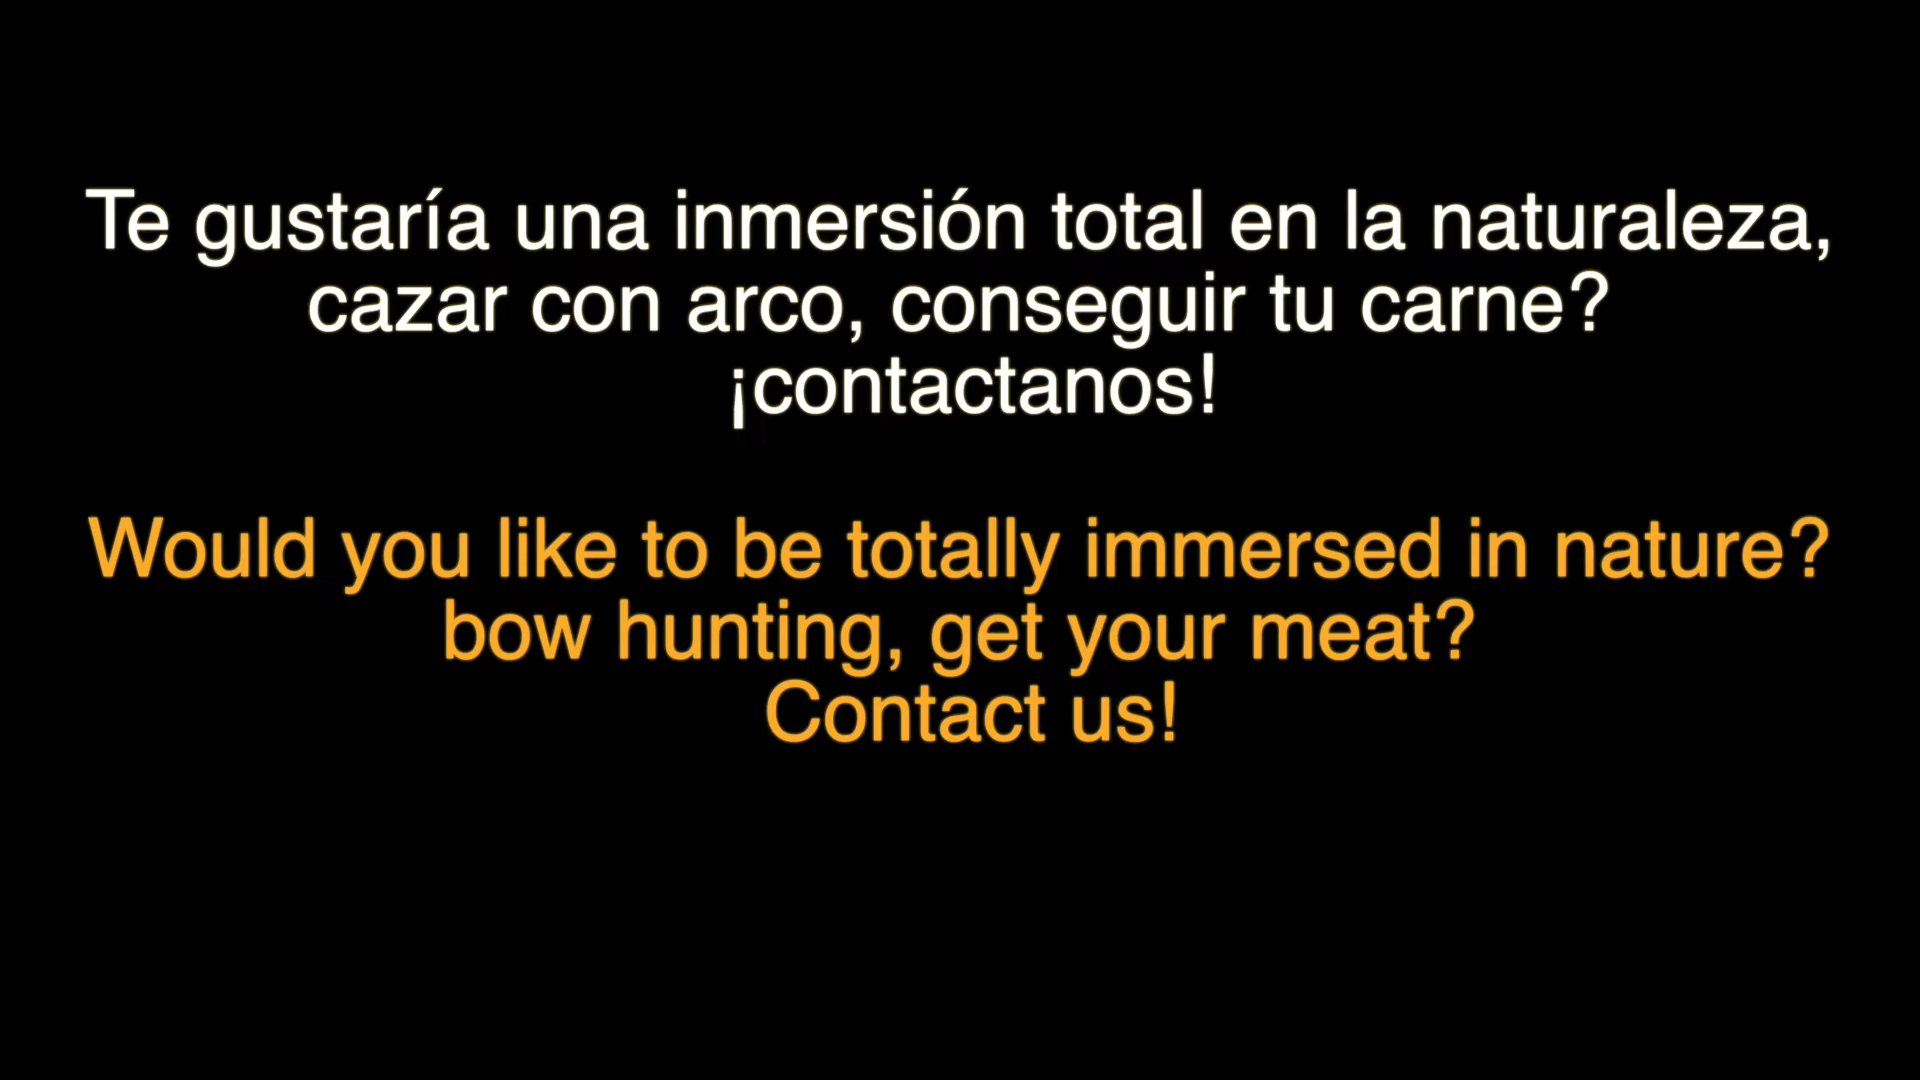 Te gustaría una inmersión total en la naturaleza,
cazar con arco, conseguir tu carne?
¡contactanos!
Would you like to be totally immersed in nature?
bow hunting, get your meat?
Contact us!